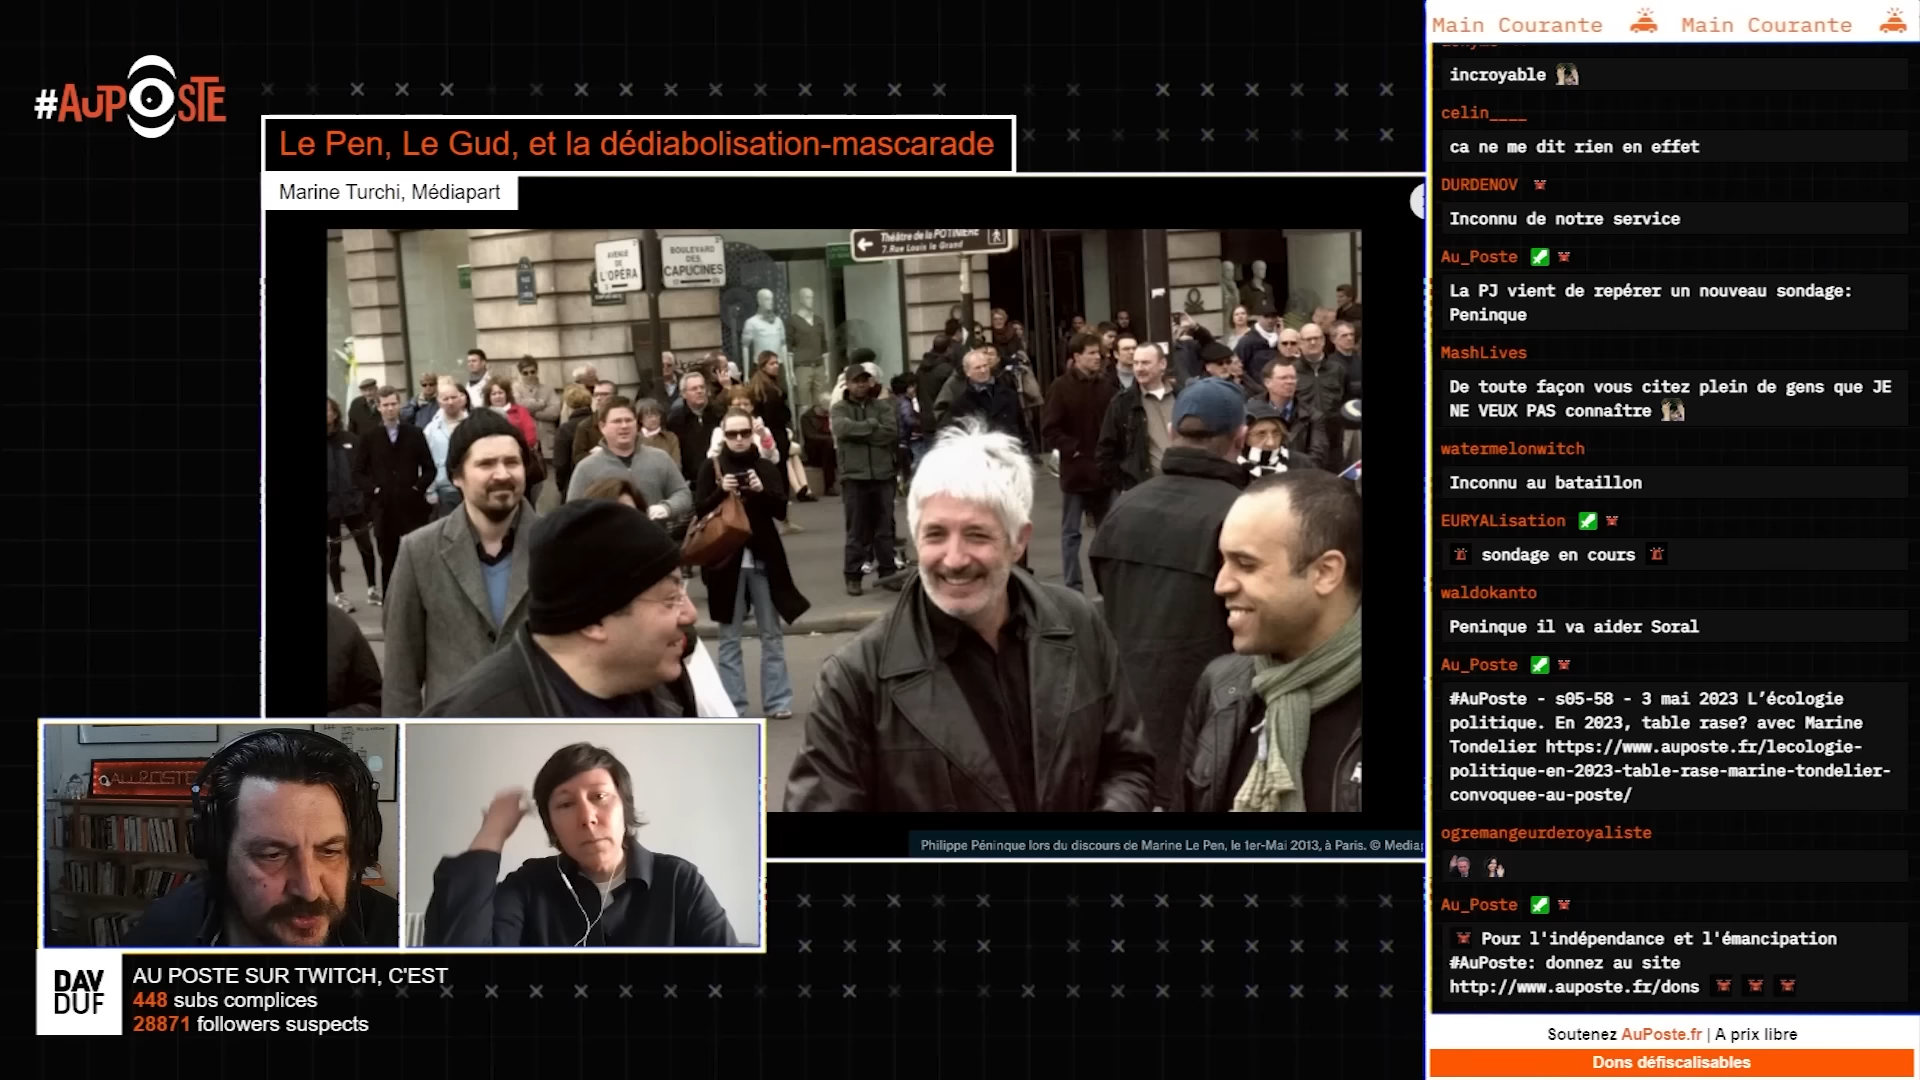 #AuPOSTE
Le Pen, Le Gud, et la dédiabolisation-mascarade
Marine Turchi, Médiapart
AVENUE
DE
L'OPÉRA
BOULEVARD
DES
CAPUCINES
Théâtre de la POTINIÈRE
7, Rue Louis le Grand
Philippe Péninque lors du discours de Marine Le Pen, le 1er-Mai 2013, à Paris. © Mediap
AU POSTE
DAV
DUF
AU POSTE SUR TWITCH, C'EST
448 subs complices
28871 followers suspects
Main Courante Main Courante
incroyable
celin____
ca ne me dit rien en effet
DURDENOV
Inconnu de notre service
Au_Poste
La PJ vient de repérer un nouveau sondage:
Peninque
MashLives
De toute façon vous citez plein de gens que JE
NE VEUX PAS connaître
watermelonwitch
Inconnu au bataillon
EURYALisation
sondage en cours
waldokanto
Peninque il va aider Soral
Au_Poste
#AuPoste - s05-58 - 3 mai 2023 L’écologie
politique. En 2023, table rase? avec Marine
Tondelier https://www.auposte.fr/lecologie-
politique-en-2023-table-rase-marine-tondelier-
convoquee-au-poste/
ogremangeurderoyaliste
Au_Poste
Pour l'indépendance et l'émancipation
#AuPoste: donnez au site
http://www.auposte.fr/dons
Soutenez AuPoste.fr | A prix libre
Dons défiscalisables